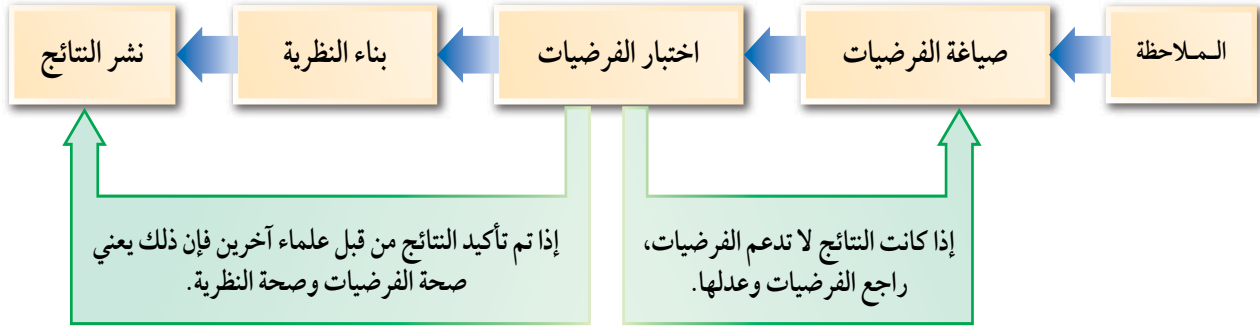 الـمـلاحظة
صياغة الفرضيات
اختبار الفرضيات
بناء النظرية
نشر النتائج
إذا كانت النتائج لا تدعم الفرضيات،
راجع الفرضيات وعدلها.
إذا تم تأكيد النتائج من قبل علماء آخرين فإن ذلك يعني
صحة الفرضيات وصحة النظرية.